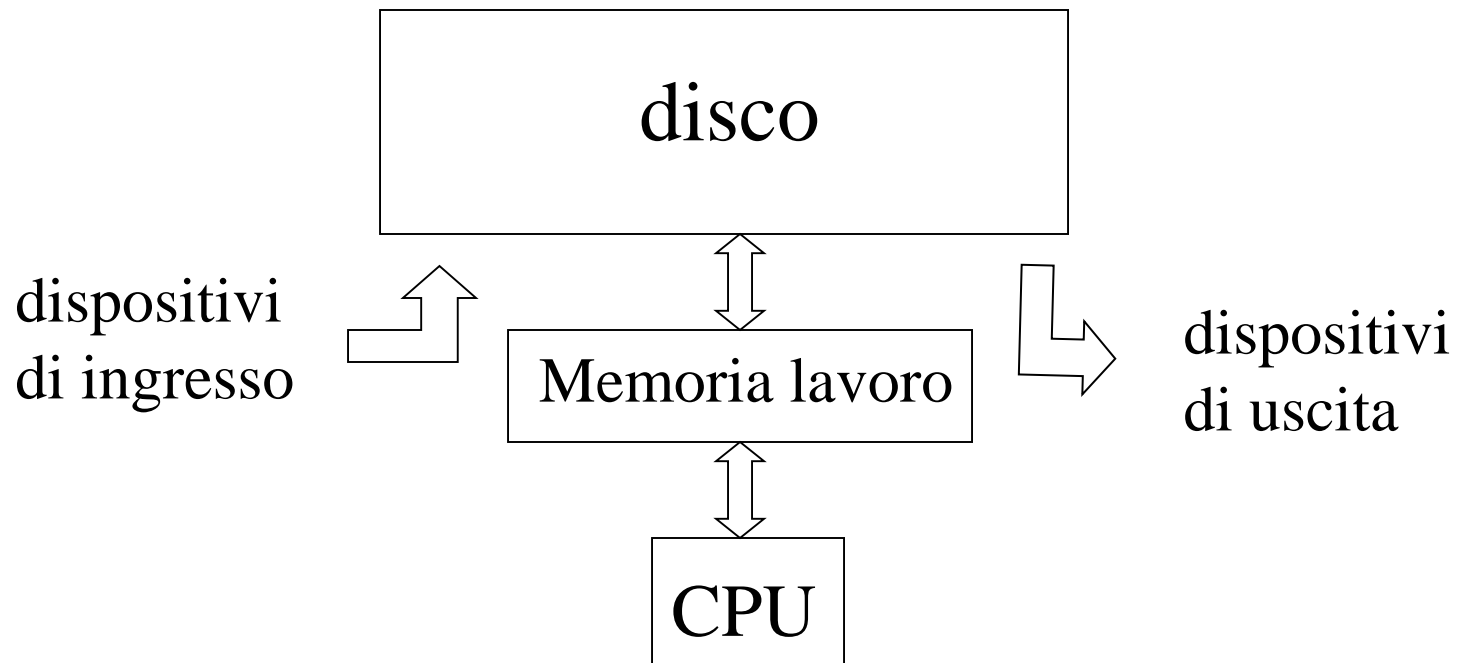 disco
dispositivi
di ingresso
Memoria lavoro
dispositivi
di uscita
CPU